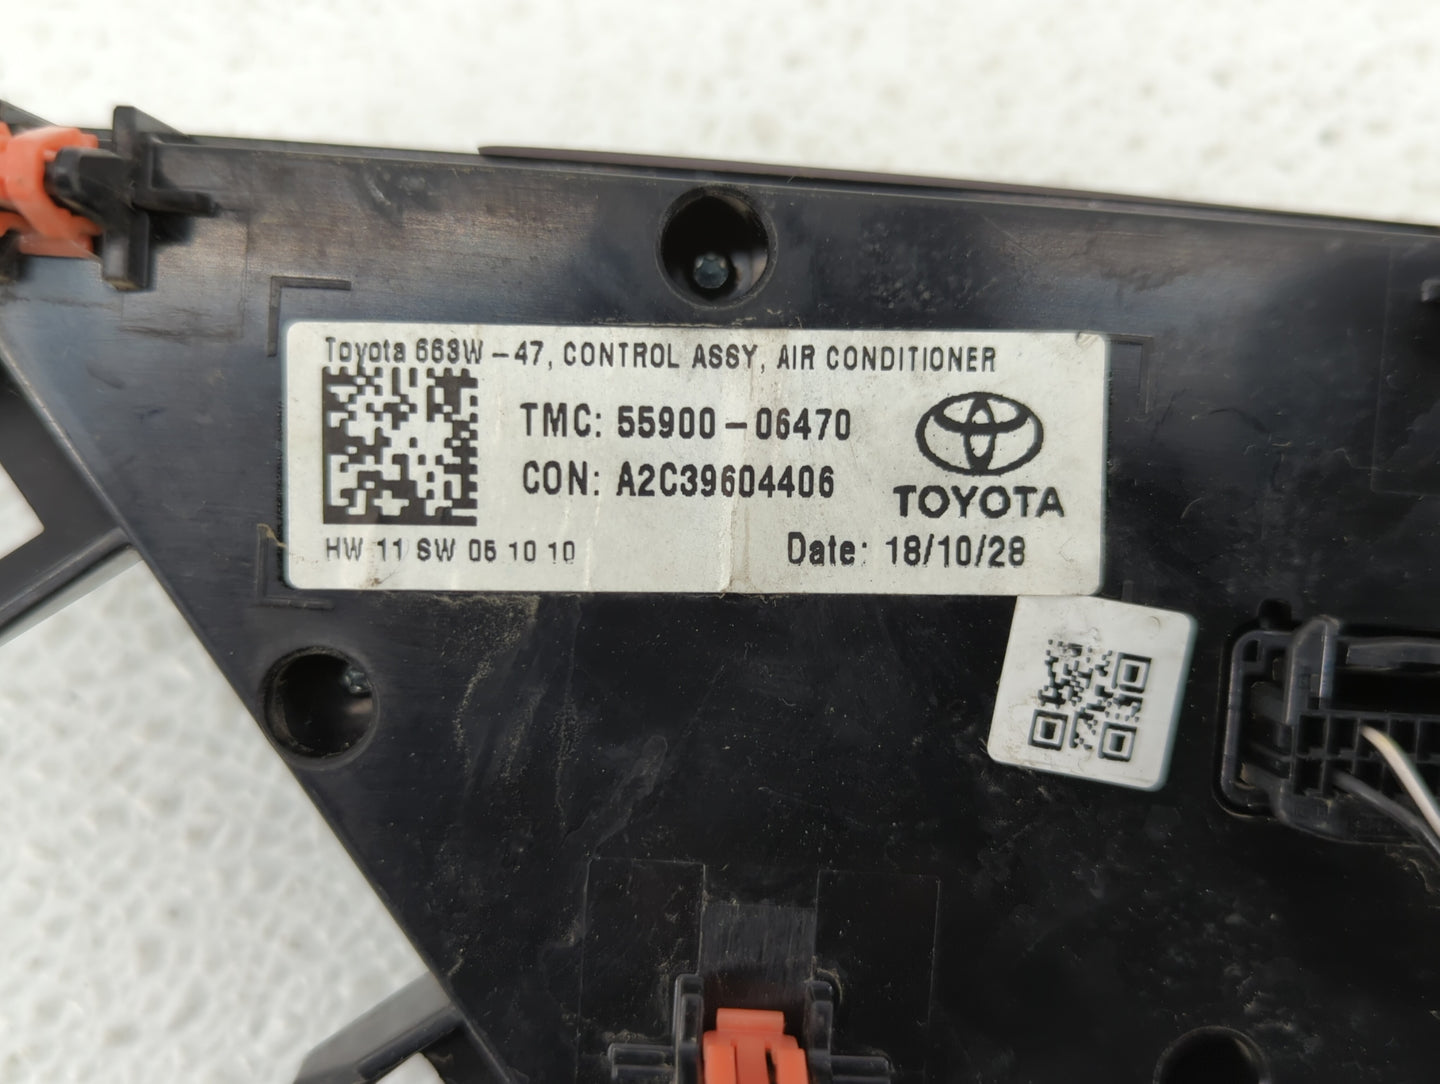 Toyota 663W-47, CONTROL ASSY, AIR CONDITIONER
TMC: 55900-06470
CON: A2C39604406
TOYOTA
HW 11 SW 05 10 10
Date: 18/10/28